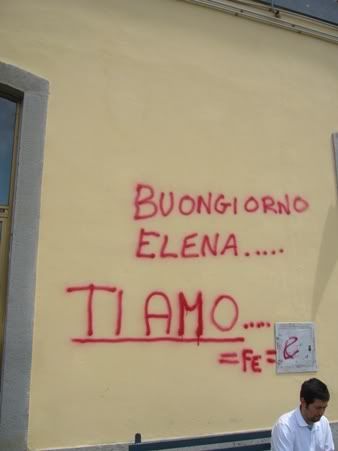 BUONGIORNO
ELENA.....
TI AMO.....
=FE=
e